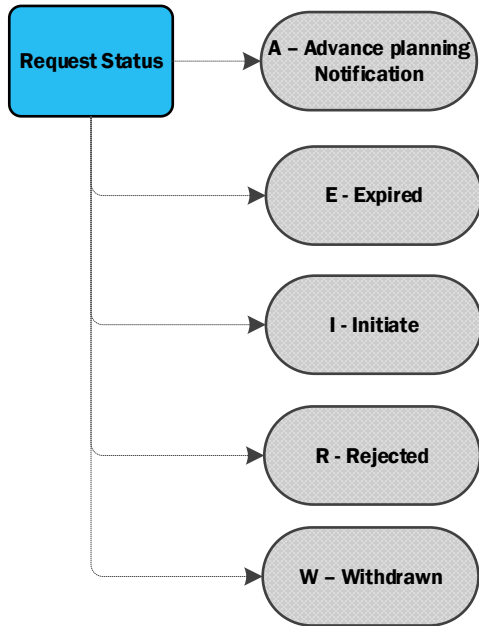 Request Status
A – Advance planning
Notification
E - Expired
I - Initiate
R - Rejected
W – Withdrawn